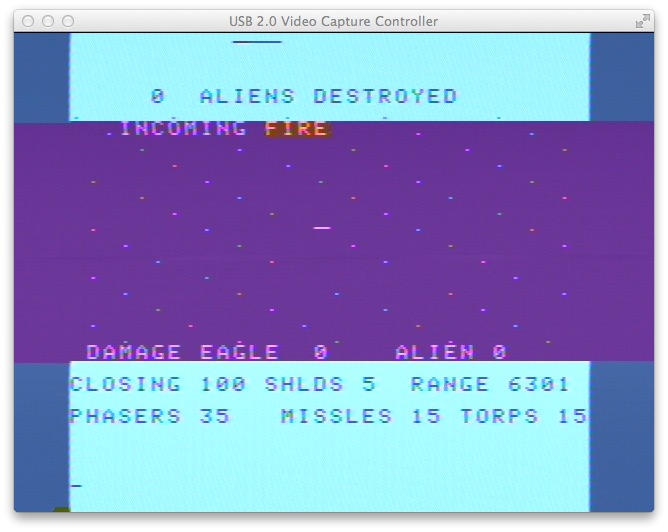 USB 2.0 Video Capture Controller
0 ALIENS DESTROYED
.INCOMING FIRE
DAMAGE EAGLE 0 ALIEN 0
CLOSING 100 SHLDS 5 RANGE 6301
PHASERS 35 MISSLES 15 TORPS 15